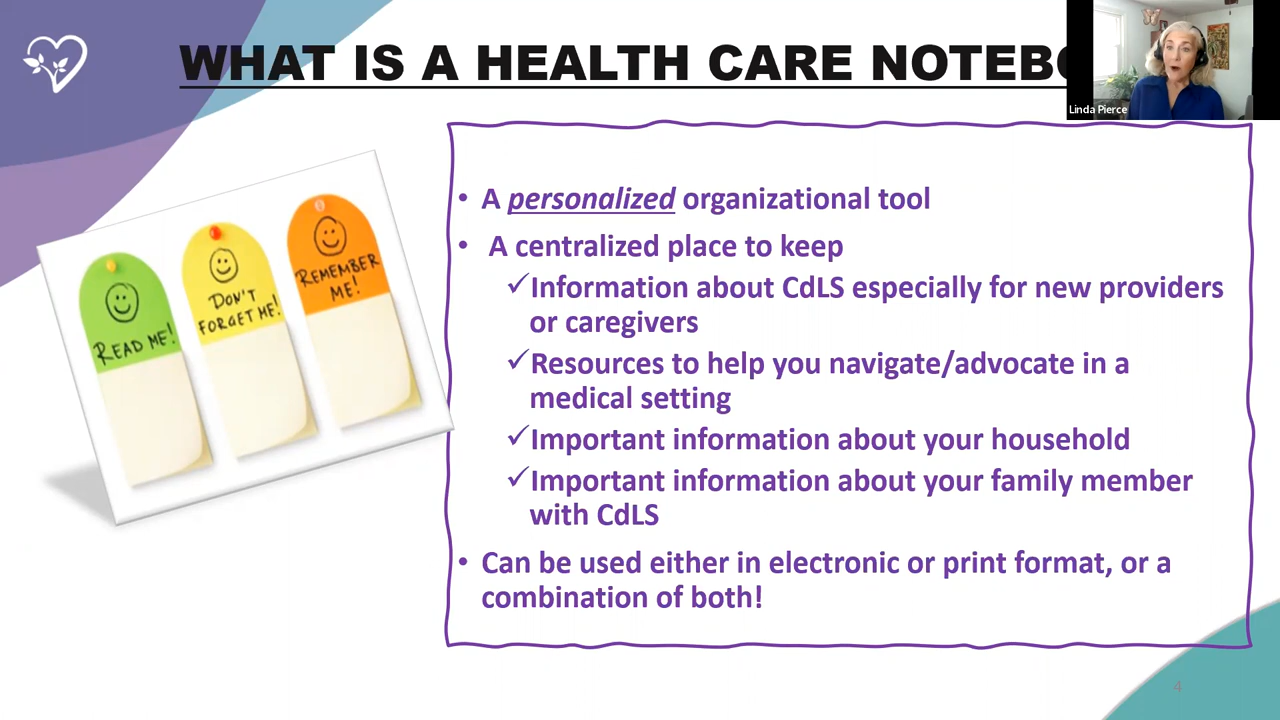 WHAT IS A HEALTH CARE NOTEB
Linda Pierce
READ ME!
DON'T
FORGET ME!
REMEMBER
ME!
• A personalized organizational tool
• A centralized place to keep
✓Information about CdLS especially for new providers
or caregivers
✓Resources to help you navigate/advocate in a
medical setting
✓Important information about your household
✓Important information about your family member
with CdLS
• Can be used either in electronic or print format, or a
combination of both!
4